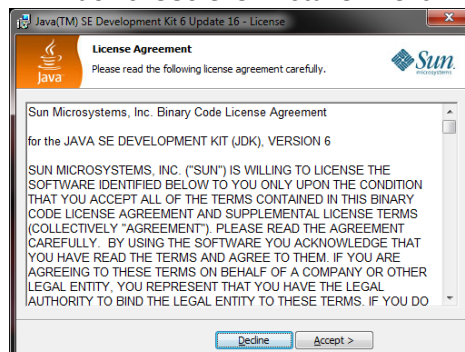 Java(TM) SE Development Kit 6 Update 16 - License
License Agreement
Please read the following license agreement carefully.
Java
Sun
microsystems
Sun Microsystems, Inc. Binary Code License Agreement
for the JAVA SE DEVELOPMENT KIT (JDK), VERSION 6
SUN MICROSYSTEMS, INC. ("SUN") IS WILLING TO LICENSE THE
SOFTWARE IDENTIFIED BELOW TO YOU ONLY UPON THE CONDITION
THAT YOU ACCEPT ALL OF THE TERMS CONTAINED IN THIS BINARY
CODE LICENSE AGREEMENT AND SUPPLEMENTAL LICENSE TERMS
(COLLECTIVELY "AGREEMENT"). PLEASE READ THE AGREEMENT
CAREFULLY.  BY USING THE SOFTWARE YOU ACKNOWLEDGE THAT
YOU HAVE READ THE TERMS AND AGREE TO THEM. IF YOU ARE
AGREEING TO THESE TERMS ON BEHALF OF A COMPANY OR OTHER
LEGAL ENTITY, YOU REPRESENT THAT YOU HAVE THE LEGAL
AUTHORITY TO BIND THE LEGAL ENTITY TO THESE TERMS. IF YOU DO
Decline
Accept >